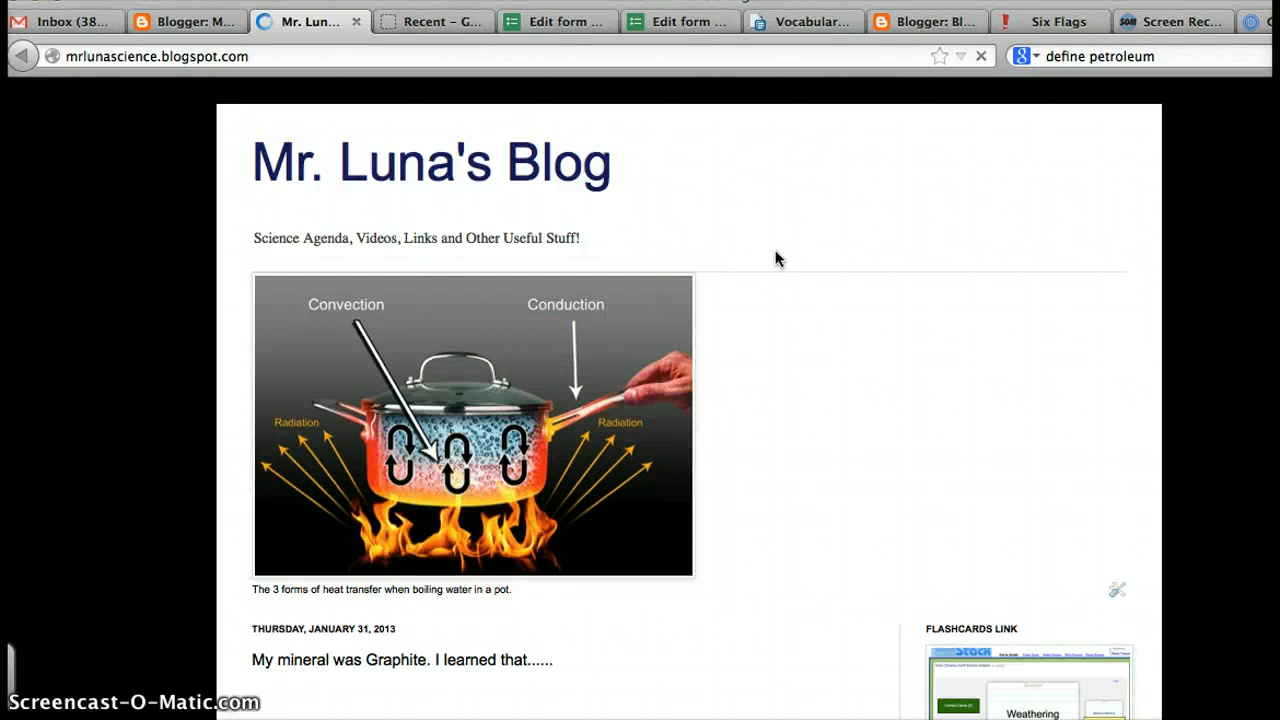 Inbox (38...
Blogger: M...
Mr. Lun...
Recent – G...
Edit form ...
Edit form ...
Vocabular...
Blogger: Bl...
Six Flags
Screen Rec...
mrlunascience.blogspot.com
define petroleum
Mr. Luna's Blog
Science Agenda, Videos, Links and Other Useful Stuff!
Convection
Conduction
Radiation
Radiation
The 3 forms of heat transfer when boiling water in a pot.
THURSDAY, JANUARY 31, 2013
FLASHCARDS LINK
My mineral was Graphite. I learned that......
Stack
Weathering
Screencast-O-Matic.com